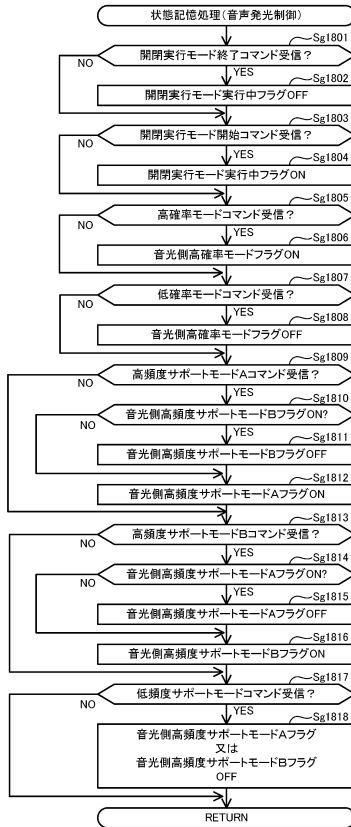 状態記憶処理(音声発光制御)
Sg1801
開閉実行モード終了コマンド受信？
NO
YES
Sg1802
開閉実行モード実行中フラグOFF
Sg1803
開閉実行モード開始コマンド受信？
NO
YES
Sg1804
開閉実行モード実行中フラグON
Sg1805
高確率モードコマンド受信？
NO
YES
Sg1806
音光側高確率モードフラグON
Sg1807
低確率モードコマンド受信？
NO
YES
Sg1808
音光側高確率モードフラグOFF
Sg1809
高頻度サポートモードAコマンド受信？
NO
YES
Sg1810
音光側高頻度サポートモードBフラグON?
NO
YES
Sg1811
音光側高頻度サポートモードBフラグOFF
Sg1812
音光側高頻度サポートモードAフラグON
Sg1813
高頻度サポートモードBコマンド受信？
NO
YES
Sg1814
音光側高頻度サポートモードAフラグON?
NO
YES
Sg1815
音光側高頻度サポートモードAフラグOFF
Sg1816
音光側高頻度サポートモードBフラグON
Sg1817
低頻度サポートモードコマンド受信？
NO
YES
Sg1818
音光側高頻度サポートモードAフラグ
又は
音光側高頻度サポートモードBフラグ
OFF
RETURN